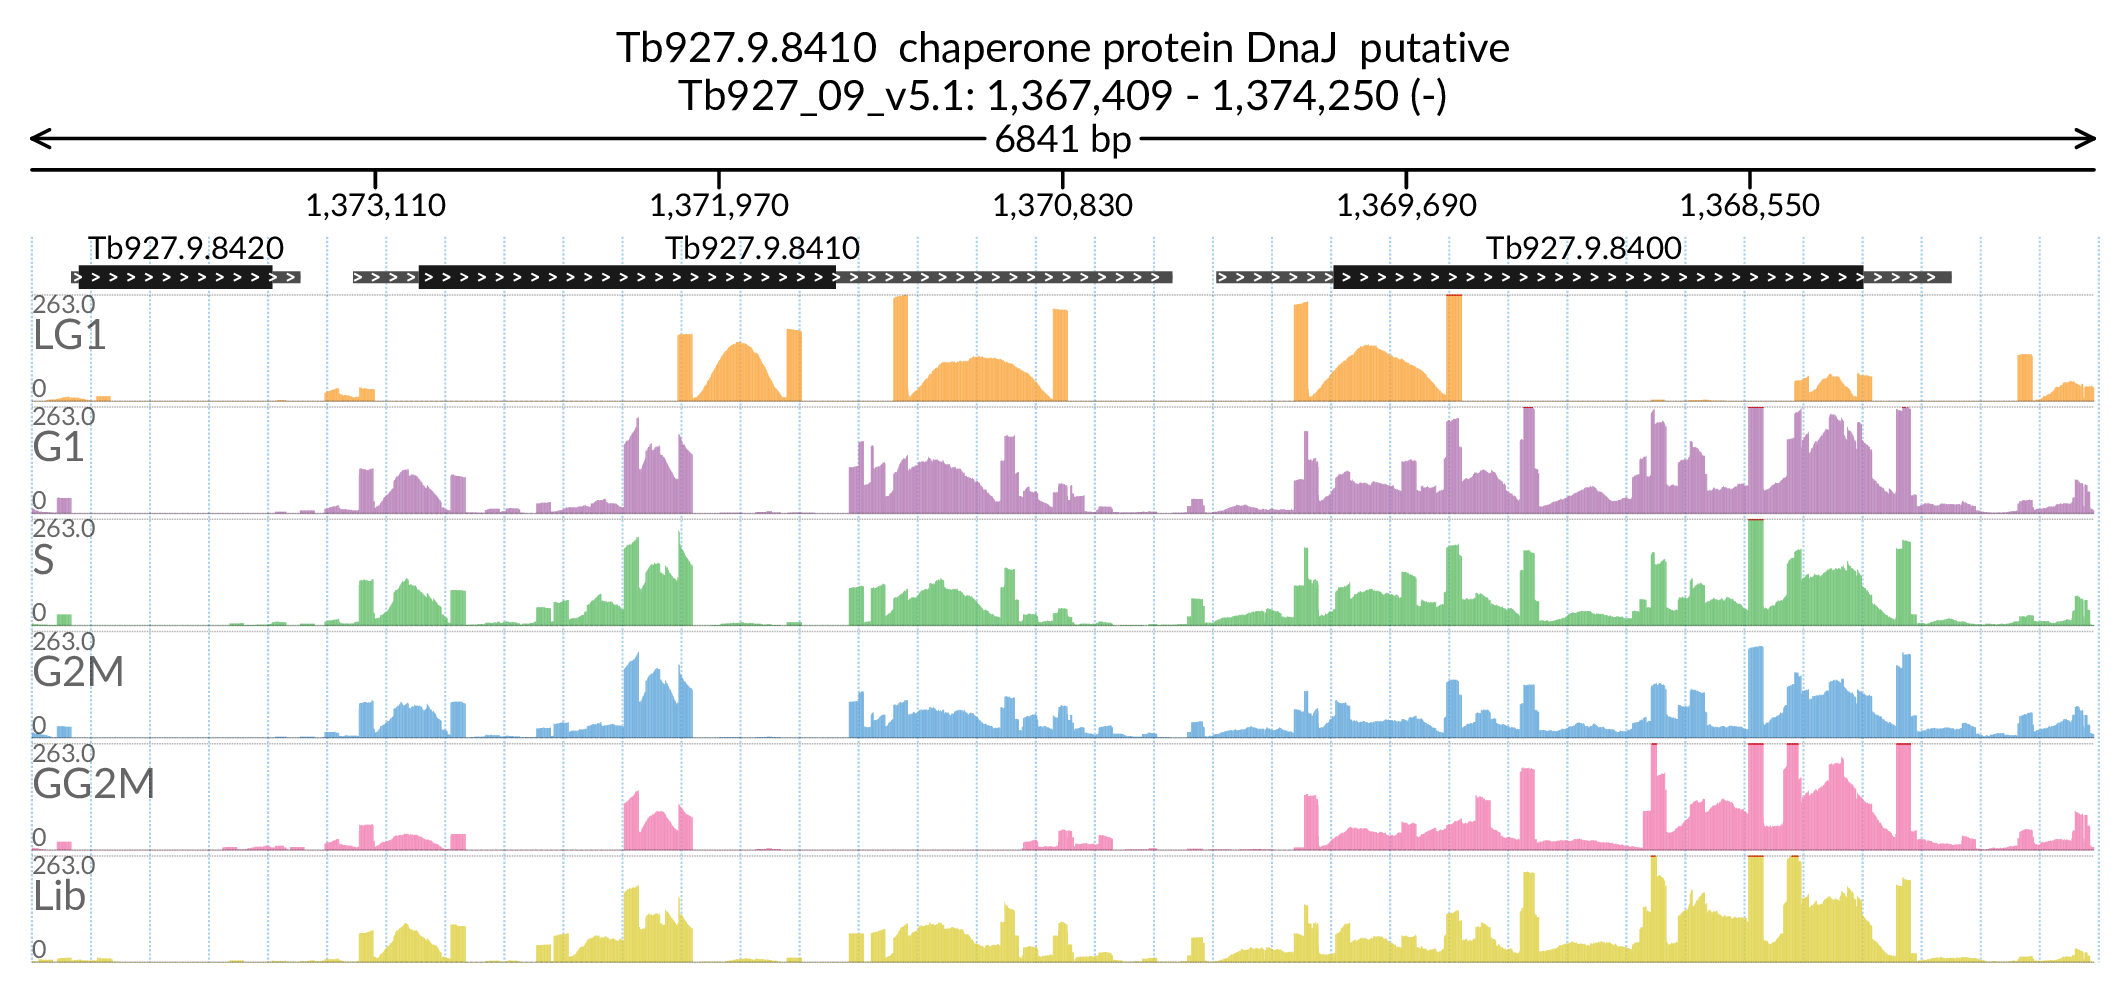 Tb927.9.8410 chaperone protein DnaJ putative
Tb927_09_v5.1: 1,367,409 - 1,374,250 (-)
6841 bp
1,373,110 1,371,970 1,370,830 1,369,690 1,368,550
Tb927.9.8420 Tb927.9.8410 Tb927.9.8400
263.0
LG1
0
263.0
G1
0
263.0
S
0
263.0
G2M
0
263.0
GG2M
0
263.0
Lib
0